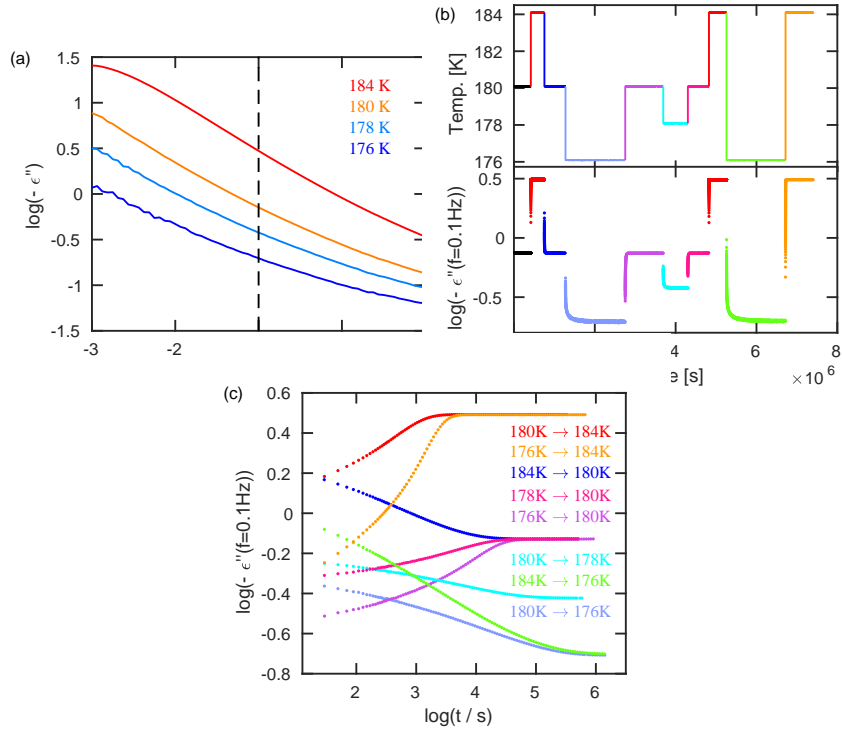 (a)
1.5
1
0.5
0
-0.5
-1
-1.5
log(- ϵ'')
184 K
180 K
178 K
176 K
-3
-2
(b)
184
180
178
176
Temp. [K]
0.5
0
-0.5
log(- ϵ''(f=0.1Hz))
4
6
8
e [s]
×10⁶
(c)
0.6
0.4
0.2
0
-0.2
-0.4
-0.6
-0.8
log(- ϵ''(f=0.1Hz))
180K → 184K
176K → 184K
184K → 180K
178K → 180K
176K → 180K
180K → 178K
184K → 176K
180K → 176K
2
3
4
5
6
log(t / s)